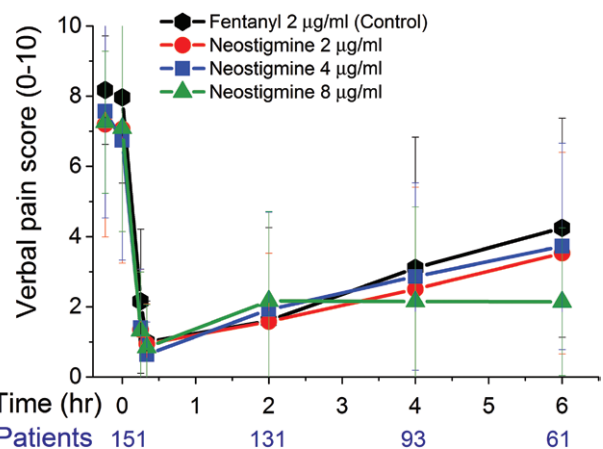 Fentanyl 2 μg/ml (Control)
Neostigmine 2 μg/ml
Neostigmine 4 μg/ml
Neostigmine 8 μg/ml
Verbal pain score (0-10)
10
8
6
4
2
0
Time (hr) 0 1 2 3 4 5 6
Patients 151 131 93 61